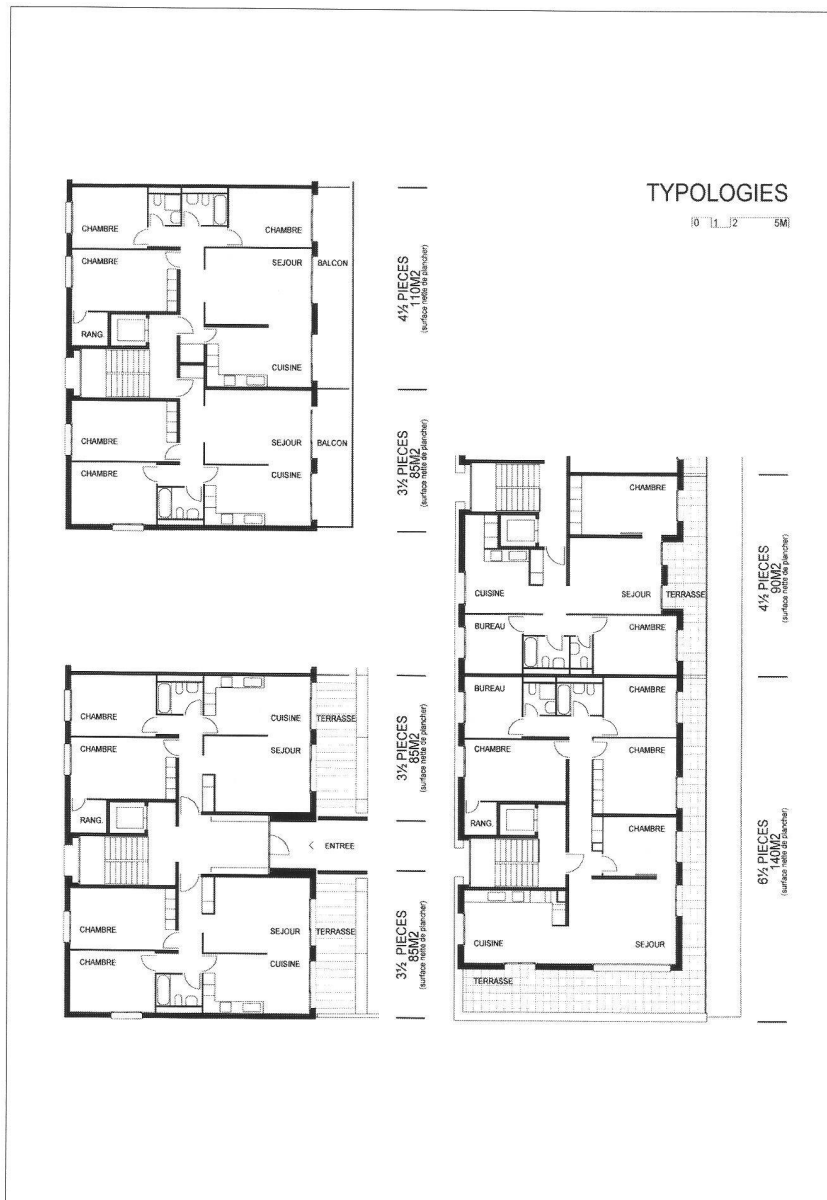 TYPOLOGIES
0 1 2 5M
CHAMBRE
CHAMBRE
CHAMBRE
SEJOUR
BALCON
RANG.
CUISINE
4½ PIECES
110M2
(surface nette de plancher)
CHAMBRE
SEJOUR
BALCON
CHAMBRE
CUISINE
3½ PIECES
85M2
(surface nette de plancher)
CHAMBRE
CUISINE
TERRASSE
CHAMBRE
SEJOUR
RANG.
3½ PIECES
85M2
(surface nette de plancher)
< ENTREE
CHAMBRE
SEJOUR
TERRASSE
CHAMBRE
CUISINE
3½ PIECES
85M2
(surface nette de plancher)
CHAMBRE
CUISINE
SEJOUR
TERRASSE
BUREAU
CHAMBRE
4½ PIECES
90M2
(surface nette de plancher)
BUREAU
CHAMBRE
CHAMBRE
CHAMBRE
RANG.
CHAMBRE
CUISINE
SEJOUR
TERRASSE
6½ PIECES
140M2
(surface nette de plancher)